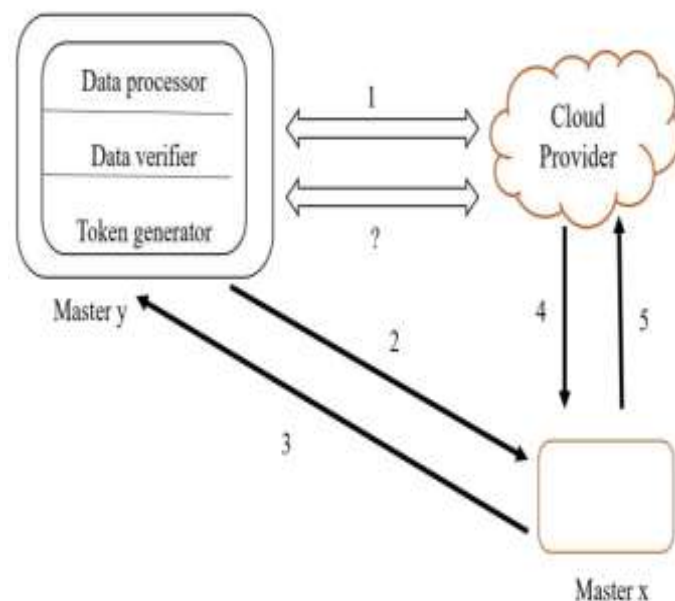 Data processor
Data verifier
Token generator
Master y
1
?
Cloud
Provider
2
3
4
5
Master x